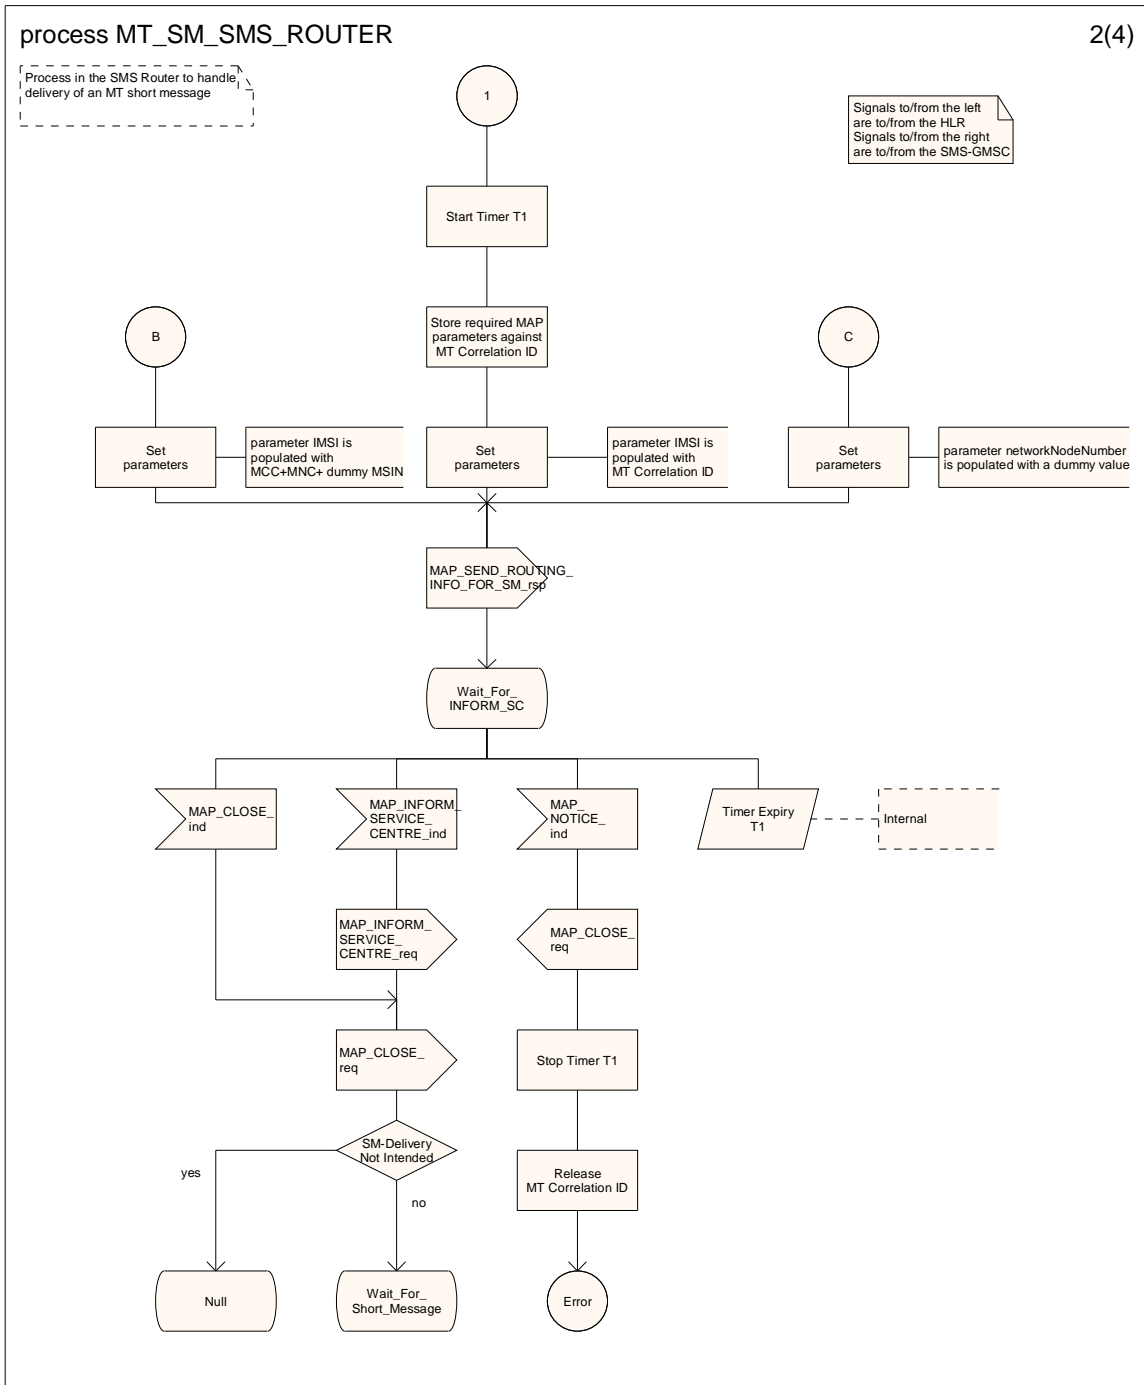 process MT_SM_SMS_ROUTER
2(4)
Process in the SMS Router to handle
delivery of an MT short message
1
Signals to/from the left
are to/from the HLR
Signals to/from the right
are to/from the SMS-GMSC
Start Timer T1
B
Store required MAP
parameters against
MT Correlation ID
C
Set
parameters
parameter IMSI is
populated with
MCC+MNC+ dummy MSIN
Set
parameters
parameter IMSI is
populated with
MT Correlation ID
Set
parameters
parameter networkNodeNumber
is populated with a dummy value
MAP_SEND_ROUTING_
INFO_FOR_SM_rsp
Wait_For_
INFORM_SC
MAP_CLOSE_
ind
MAP_INFORM_
SERVICE_
CENTRE_ind
MAP_
NOTICE_
ind
Timer Expiry
T1
Internal
MAP_INFORM_
SERVICE_
CENTRE_req
MAP_CLOSE_
req
MAP_CLOSE_
req
Stop Timer T1
SM-Delivery
Not Intended
yes
no
Release
MT Correlation ID
Null
Wait_For_
Short_Message
Error